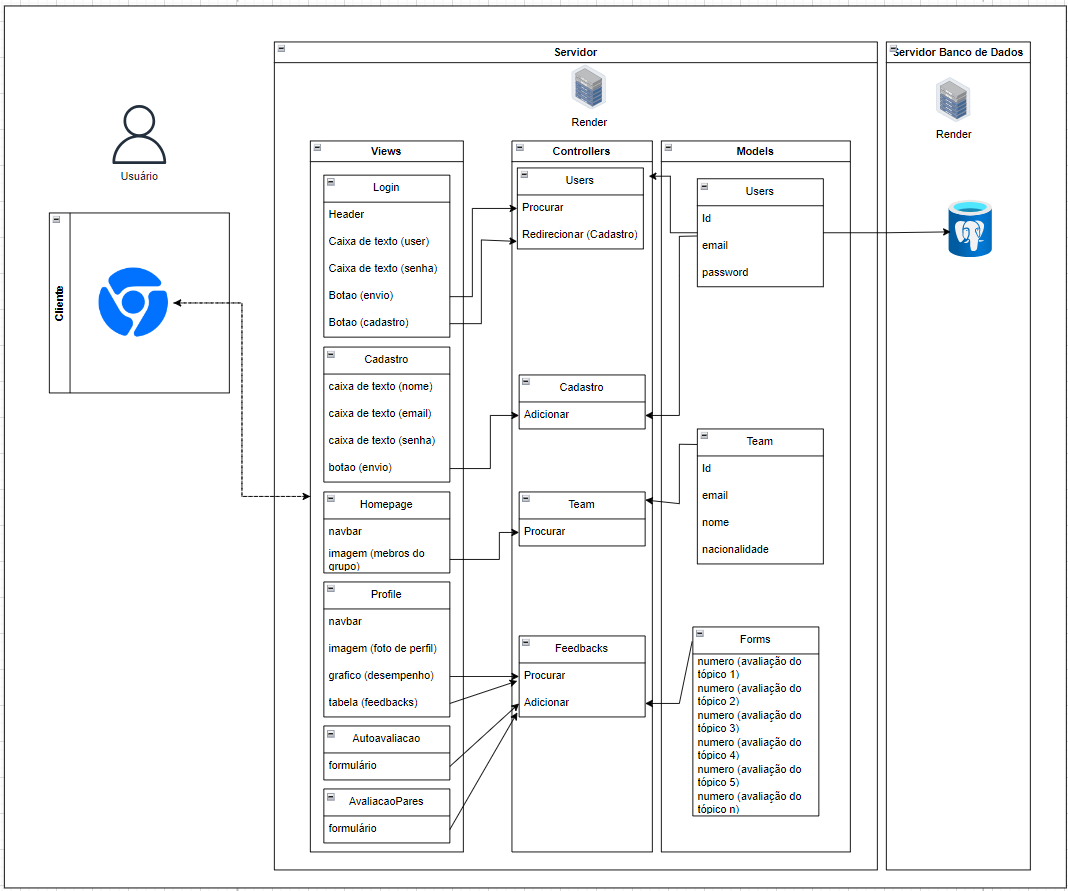 Servidor
Servidor Banco de Dados
Render
Render
Usuário
Cliente
Views
Login
Header
Caixa de texto (user)
Caixa de texto (senha)
Botao (envio)
Botao (cadastro)
Cadastro
caixa de texto (nome)
caixa de texto (email)
caixa de texto (senha)
botao (envio)
Homepage
navbar
imagem (mebros do
grupo)
Profile
navbar
imagem (foto de perfil)
grafico (desempenho)
tabela (feedbacks)
Autoavaliacao
formulário
AvaliacaoPares
formulário
Controllers
Users
Procurar
Redirecionar (Cadastro)
Cadastro
Adicionar
Team
Procurar
Feedbacks
Procurar
Adicionar
Models
Users
Id
email
password
Team
Id
email
nome
nacionalidade
Forms
numero (avaliação do
tópico 1)
numero (avaliação do
tópico 2)
numero (avaliação do
tópico 3)
numero (avaliação do
tópico 4)
numero (avaliação do
tópico 5)
numero (avaliação do
tópico n)